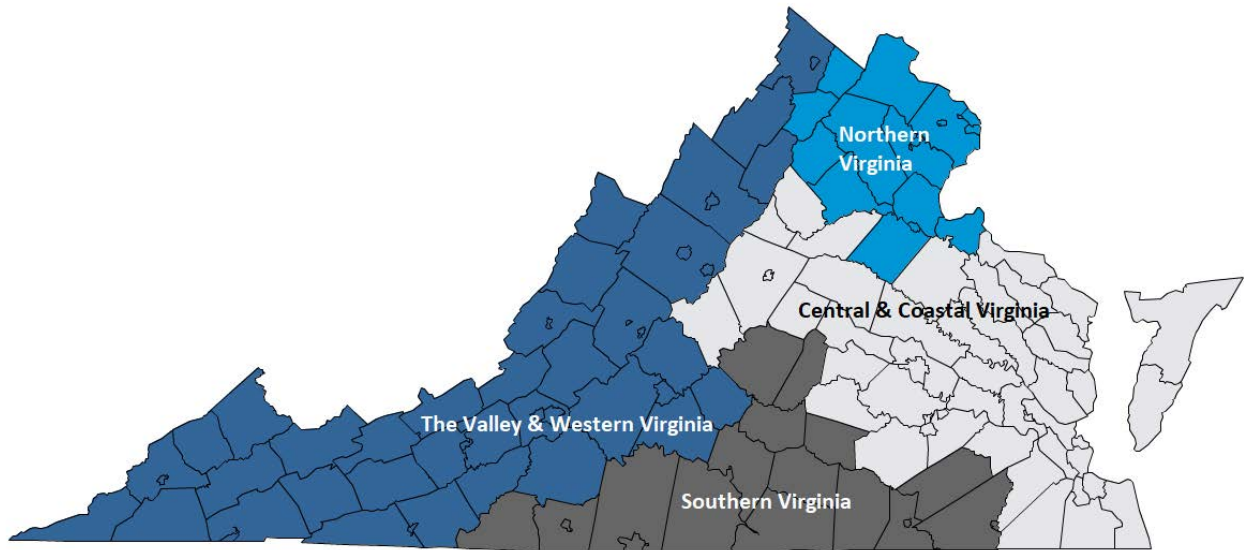 Northern
Virginia
Central & Coastal Virginia
The Valley & Western Virginia
Southern Virginia